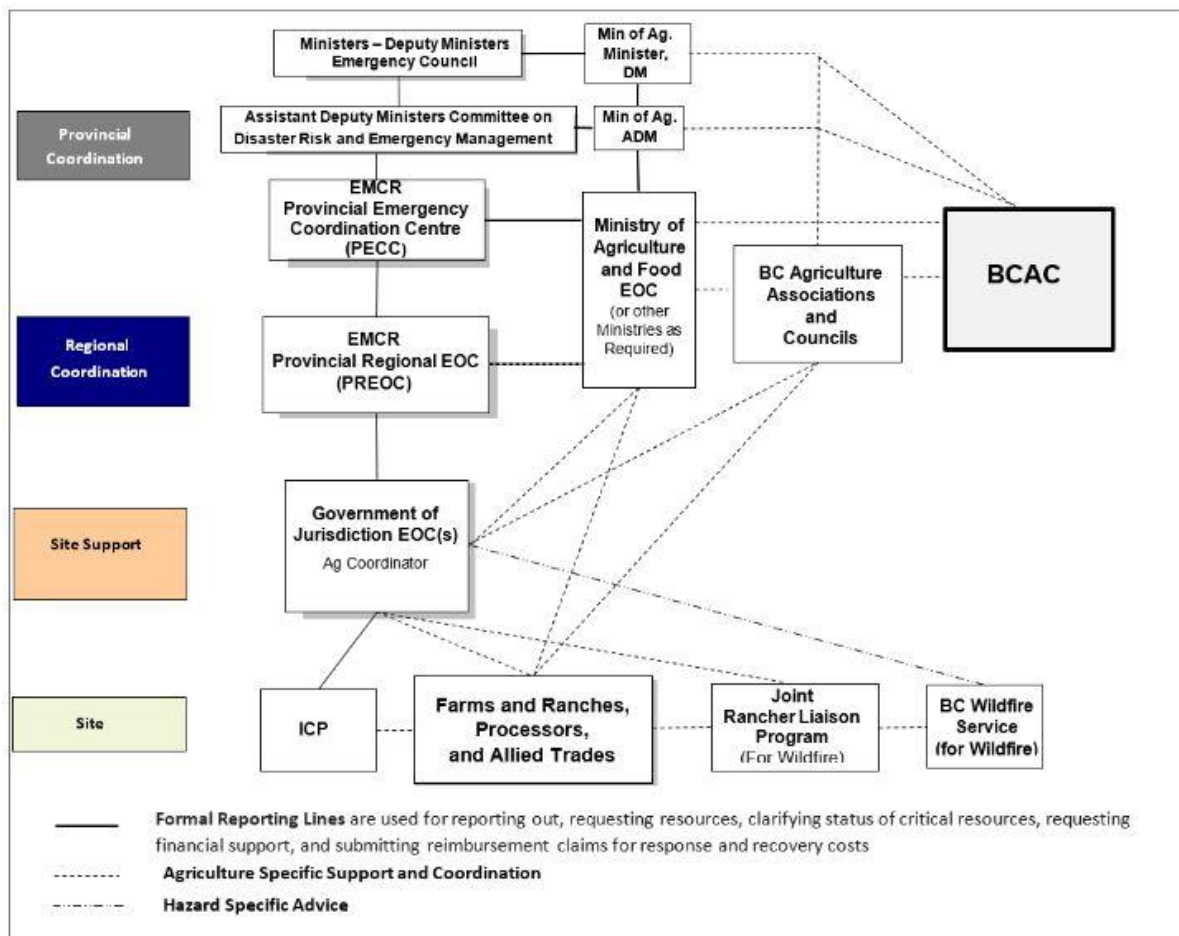 Ministers – Deputy Ministers
Emergency Council
Min of Ag.
Minister,
DM
Assistant Deputy Ministers Committee on
Disaster Risk and Emergency Management
Min of Ag.
ADM
Provincial
Coordination
EMCR
Provincial Emergency
Coordination Centre
(PECC)
Ministry of
Agriculture
and Food
EOC
(or other
Ministries as
Required)
BC Agriculture
Associations
and
Councils
BCAC
Regional
Coordination
EMCR
Provincial Regional EOC
(PREOC)
Site Support
Government of
Jurisdiction EOC(s)
Ag Coordinator
Site
ICP
Farms and Ranches,
Processors,
and Allied Trades
Joint
Rancher Liaison
Program
(For Wildfire)
BC Wildfire
Service
(for Wildfire)
Formal Reporting Lines are used for reporting out, requesting resources, clarifying status of critical resources, requesting
financial support, and submitting reimbursement claims for response and recovery costs
Agriculture Specific Support and Coordination
Hazard Specific Advice